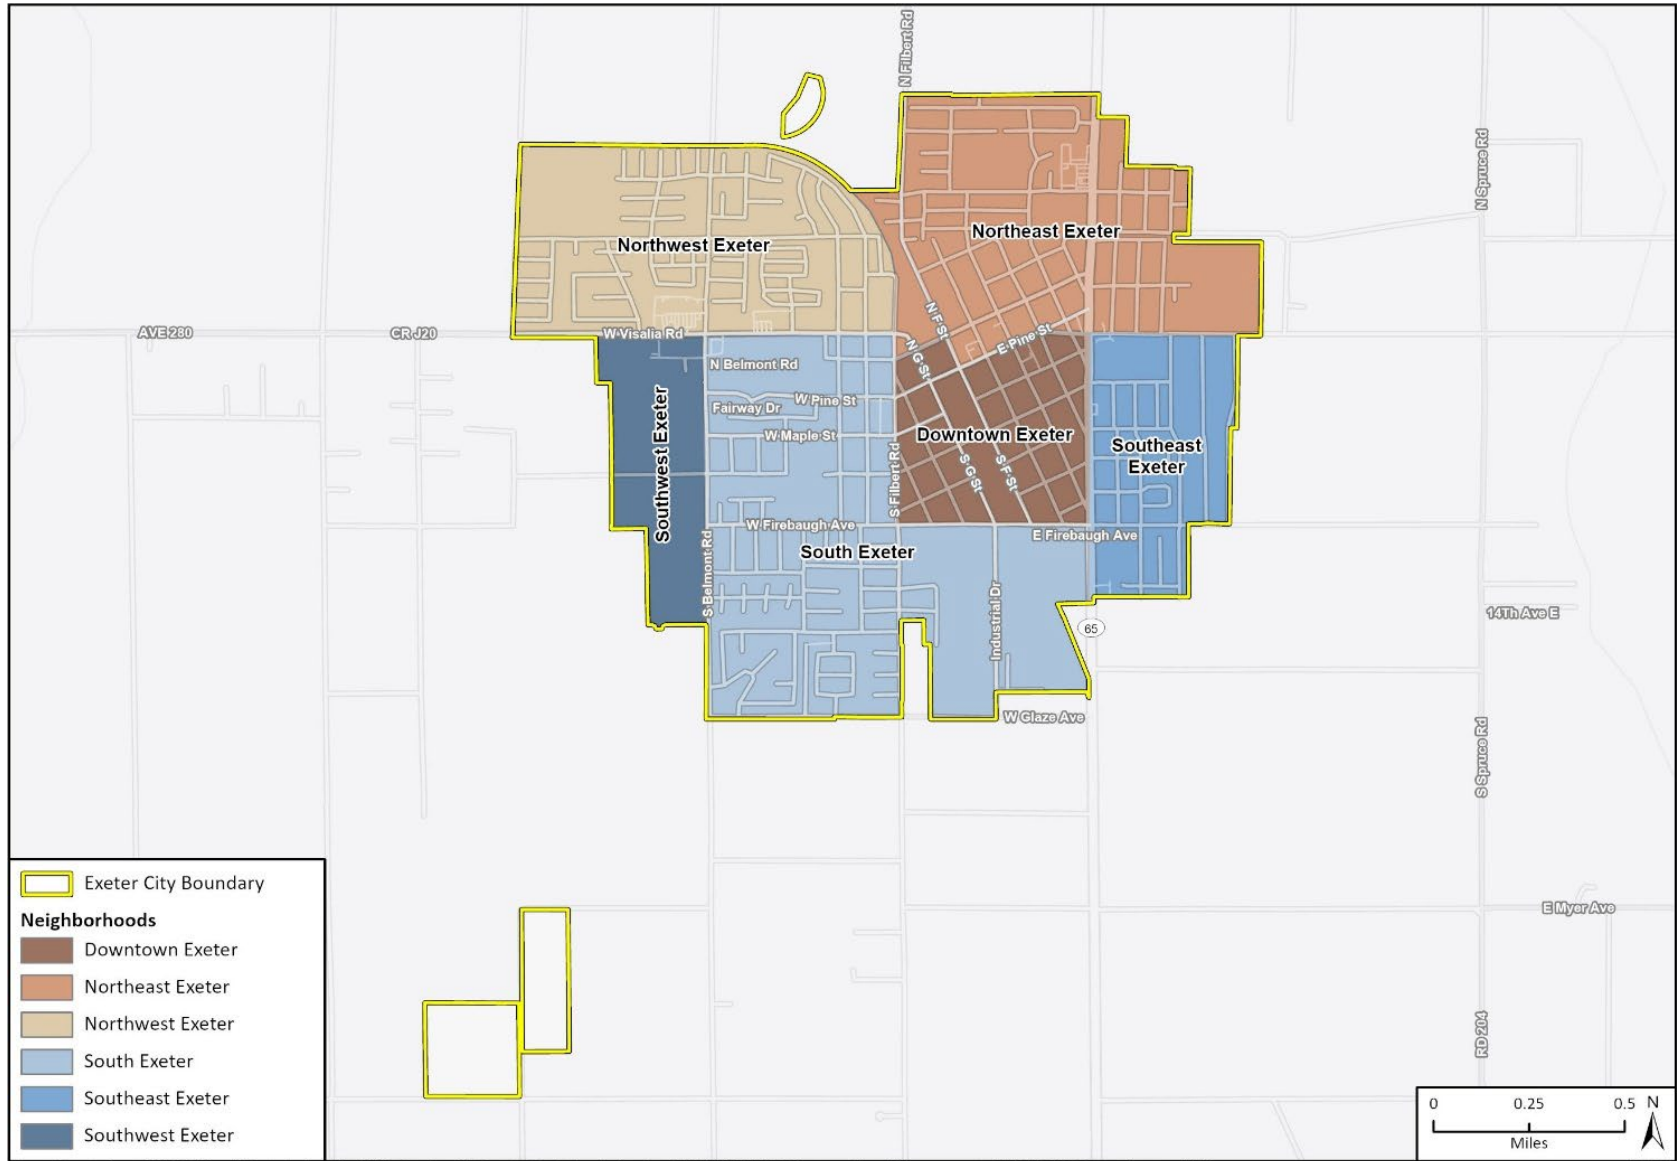 N Filbert Rd
N Spruce Rd
Northwest Exeter
Northeast Exeter
AVE 280
CR J20
W Visalia Rd
N F St
E Pine St
N G St
N Belmont Rd
W Pine St
Fairway Dr
W Maple St
Downtown Exeter
Southeast
Exeter
Southwest Exeter
S Filbert Rd
S G St
S F St
W Firebaugh Ave
E Firebaugh Ave
South Exeter
S Belmont Rd
Industrial Dr
65
14Th Ave E
W Glaze Ave
S Spruce Rd
E Myer Ave
RD 204
Exeter City Boundary
Neighborhoods
Downtown Exeter
Northeast Exeter
Northwest Exeter
South Exeter
Southeast Exeter
Southwest Exeter
0 0.25 0.5 N
Miles